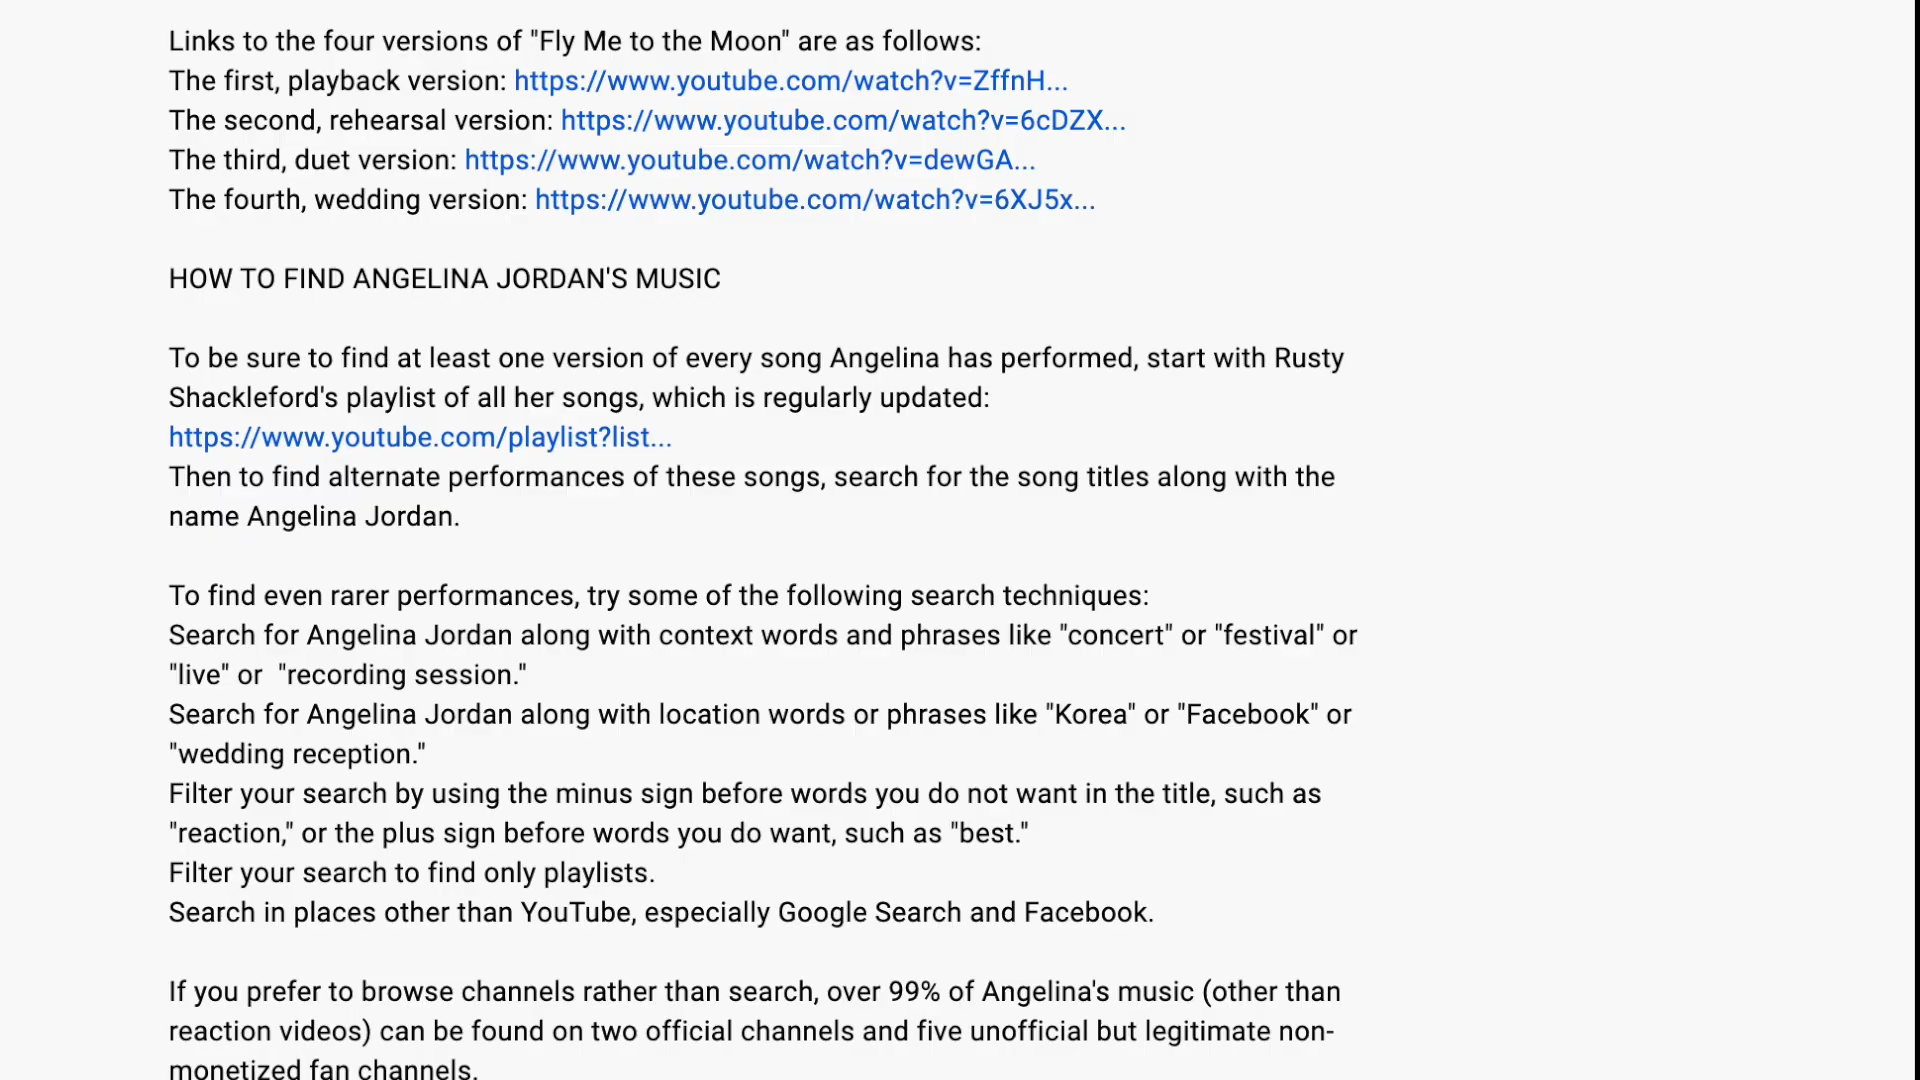 Links to the four versions of "Fly Me to the Moon" are as follows:
The first, playback version: https://www.youtube.com/watch?v=ZffnH...
The second, rehearsal version: https://www.youtube.com/watch?v=6cDZX...
The third, duet version: https://www.youtube.com/watch?v=dewGA...
The fourth, wedding version: https://www.youtube.com/watch?v=6XJ5x...
HOW TO FIND ANGELINA JORDAN'S MUSIC
To be sure to find at least one version of every song Angelina has performed, start with Rusty
Shackleford's playlist of all her songs, which is regularly updated:
https://www.youtube.com/playlist?list...
Then to find alternate performances of these songs, search for the song titles along with the
name Angelina Jordan.
To find even rarer performances, try some of the following search techniques:
Search for Angelina Jordan along with context words and phrases like "concert" or "festival" or
"live" or  "recording session."
Search for Angelina Jordan along with location words or phrases like "Korea" or "Facebook" or
"wedding reception."
Filter your search by using the minus sign before words you do not want in the title, such as
"reaction," or the plus sign before words you do want, such as "best."
Filter your search to find only playlists.
Search in places other than YouTube, especially Google Search and Facebook.
If you prefer to browse channels rather than search, over 99% of Angelina's music (other than
reaction videos) can be found on two official channels and five unofficial but legitimate non-
monetized fan channels.